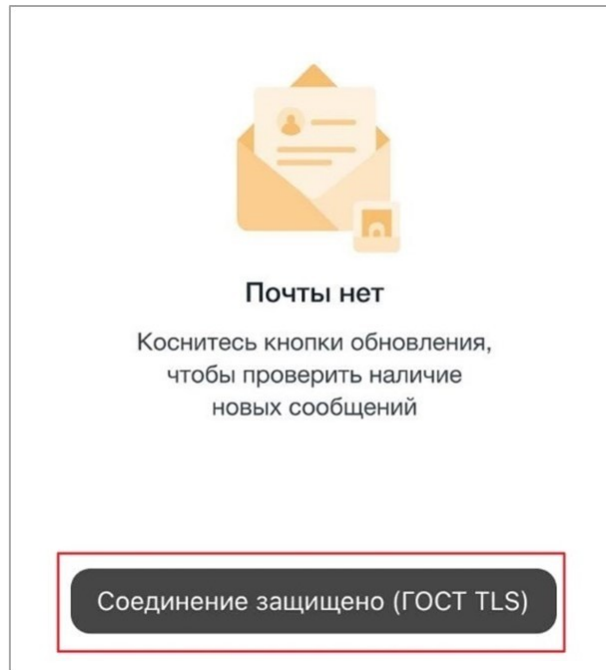 Почты нет
Коснитесь кнопки обновления,
чтобы проверить наличие
новых сообщений
Соединение защищено (ГОСТ TLS)